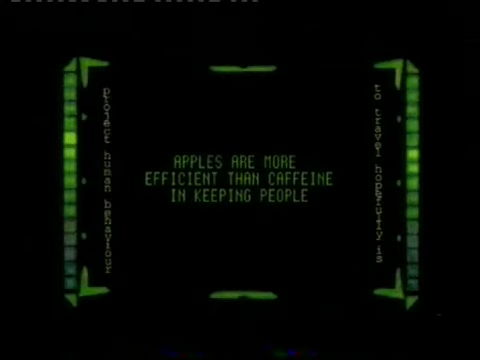 project human behaviour
APPLES ARE MORE
EFFICIENT THAN CAFFEINE
IN KEEPING PEOPLE
to travel hopefully is